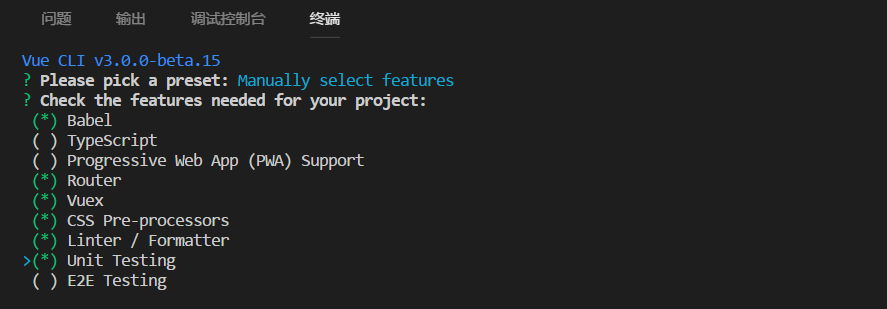 问题 输出 调试控制台 终端
Vue CLI v3.0.0-beta.15
? Please pick a preset: Manually select features
? Check the features needed for your project:
(*) Babel
( ) TypeScript
( ) Progressive Web App (PWA) Support
(*) Router
(*) Vuex
(*) CSS Pre-processors
(*) Linter / Formatter
>(*) Unit Testing
( ) E2E Testing